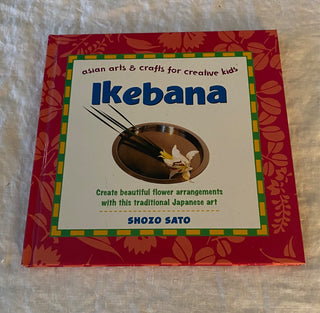 asian arts & crafts for creative kids
Ikebana
Create beautiful flower arrangements
with this traditional Japanese art
SHOZO SATO